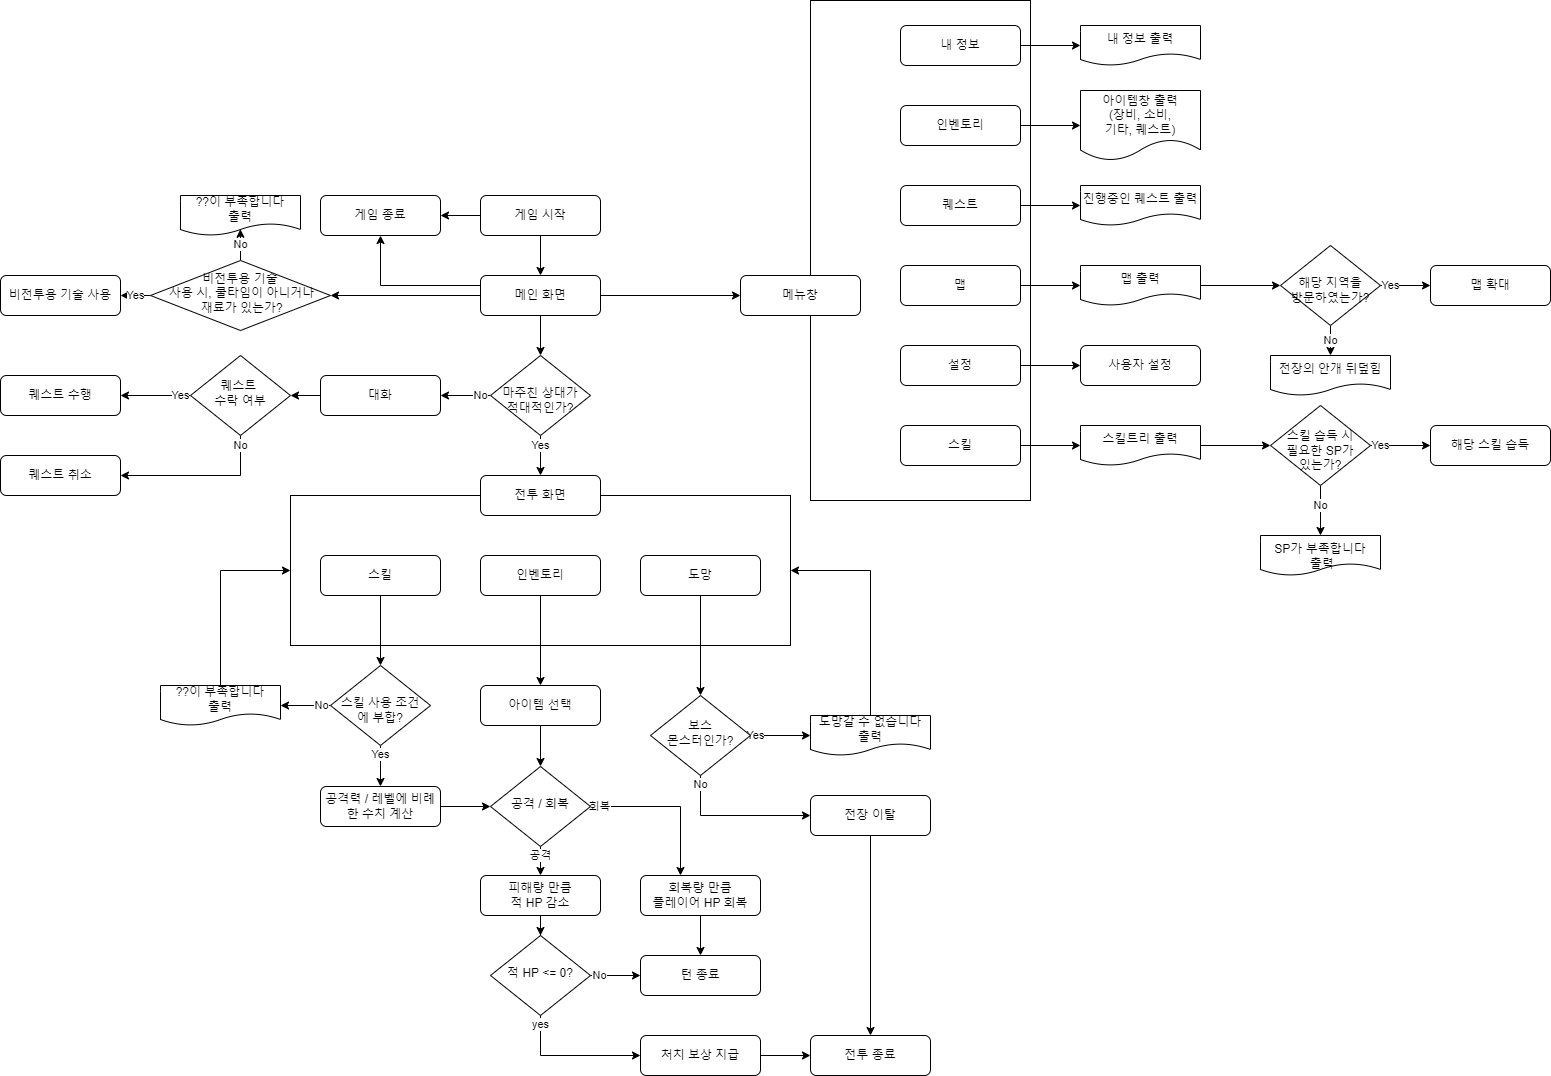 내 정보
내 정보 출력
인벤토리
아이템창 출력
(장비, 소비,
기타, 퀘스트)
퀘스트
진행중인 퀘스트 출력
맵
맵 출력
해당 지역을
방문하였는가?
Yes
맵 확대
No
전장의 안개 뒤덮힘
설정
사용자 설정
스킬
스킬트리 출력
스킬 습득 시
필요한 SP가
있는가?
Yes
해당 스킬 습득
No
SP가 부족합니다
출력
??이 부족합니다
출력
게임 종료
게임 시작
No
비전투용 기술 사용
Yes
비전투용 기술
사용 시, 쿨타임이 아니거나
재료가 있는가?
메인 화면
메뉴창
퀘스트 수행
Yes
퀘스트
수락 여부
대화
No
마주친 상대가
적대적인가?
No
Yes
퀘스트 취소
전투 화면
스킬
인벤토리
도망
??이 부족합니다
출력
No
스킬 사용 조건
에 부합?
아이템 선택
보스
몬스터인가?
Yes
도망갈 수 없습니다
출력
Yes
No
공격력 / 레벨에 비례
한 수치 계산
공격 / 회복
회복
전장 이탈
공격
피해량 만큼
적 HP 감소
회복량 만큼
플레이어 HP 회복
적 HP <= 0?
No
턴 종료
yes
처치 보상 지급
전투 종료